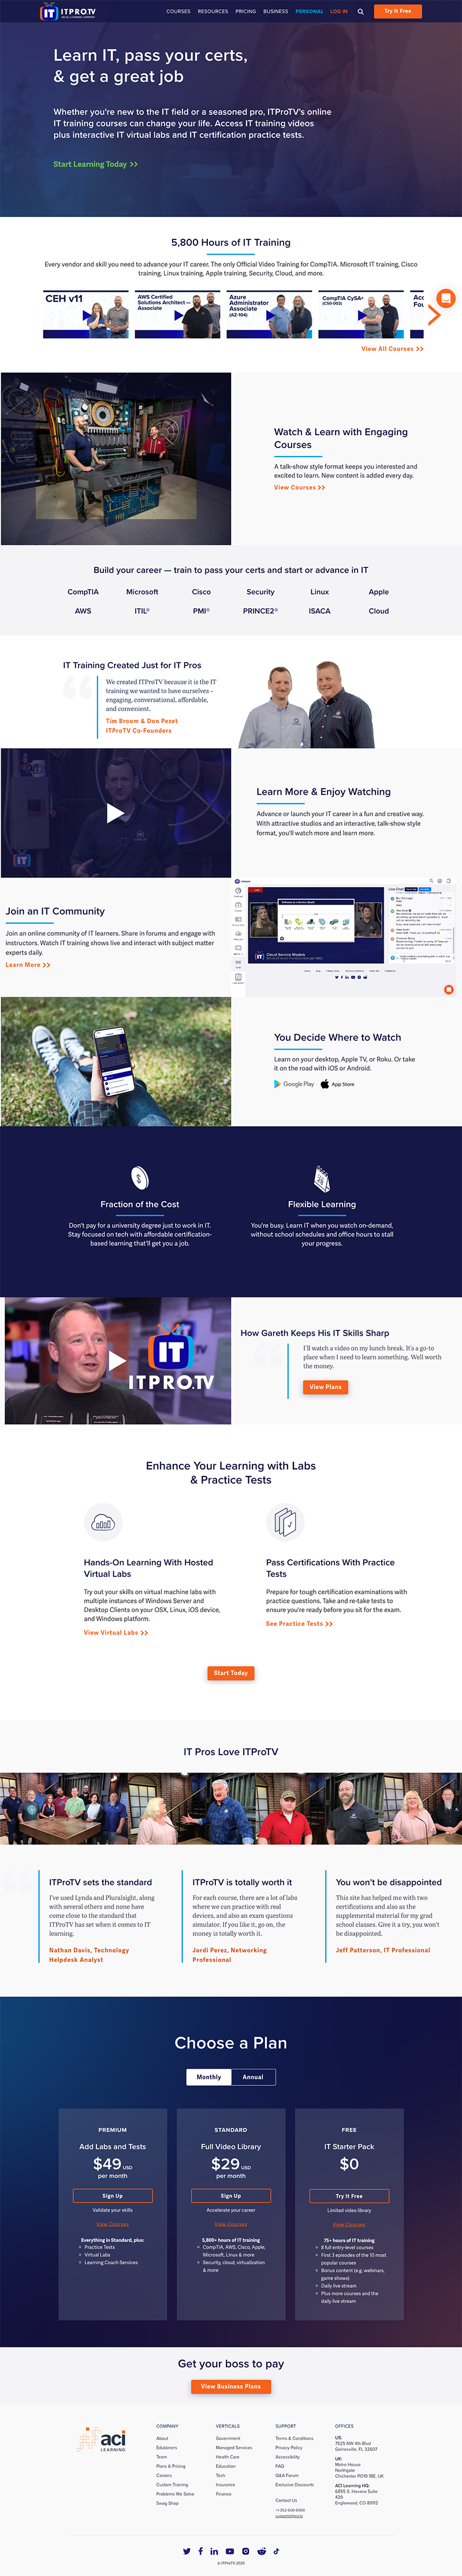 ITPROTV
COURSES RESOURCES PRICING BUSINESS PERSONAL LOG IN Try It Free
Learn IT, pass your certs,
& get a great job
Whether you're new to the IT field or a seasoned pro, ITProTV's online
IT training courses can change your life. Access IT training videos
plus interactive IT virtual labs and IT certification practice tests.
Start Learning Today >>
5,800 Hours of IT Training
Every vendor and skill you need to advance your IT career. The only Official Video Training for CompTIA. Microsoft IT training, Cisco
training, Linux training, Apple training, Security, Cloud, and more.
CEH v11
AWS Certified
Solutions Architect –
Associate
Azure
Administrator
Associate
(AZ-104)
CompTIA CySA+
(CS0-002)
View All Courses >>
Watch & Learn with Engaging
Courses
A talk-show style format keeps you interested and
excited to learn. New content is added every day.
View Courses >>
Build your career — train to pass your certs and start or advance in IT
CompTIA Microsoft Cisco Security Linux Apple
AWS ITIL® PMI® PRINCE2® ISACA Cloud
IT Training Created Just for IT Pros
We created ITProTV because it is the IT
training we wanted to have ourselves –
engaging, conversational, affordable,
and convenient.
Tim Broom & Don Pezet
ITProTV Co-Founders
Learn More & Enjoy Watching
Advance or launch your IT career in a fun and creative way.
With attractive studios and an interactive, talk-show style
format, you'll watch more and learn more.
IT
Join an IT Community
Join an online community of IT learners. Share in forums and engage with
instructors. Watch IT training shows live and interact with subject matter
experts daily.
Learn More >>
Live Chat
Cloud Service Models
You Decide Where to Watch
Learn on your desktop, Apple TV, or Roku. Or take
it on the road with iOS or Android.
Google Play App Store
Fraction of the Cost
Don't pay for a university degree just to work in IT.
Stay focused on tech with affordable certification-
based learning that'll get you a job.
Flexible Learning
You're busy. Learn IT when you watch on-demand,
without school schedules and office hours to stall
your progress.
IT
ITPRO.TV
How Gareth Keeps His IT Skills Sharp
I'll watch a video on my lunch break. It's a go-to
place when I need to learn something. Well worth
the money.
View Plans
Enhance Your Learning with Labs
& Practice Tests
Hands-On Learning With Hosted
Virtual Labs
Try out your skills on virtual machine labs with
multiple instances of Windows Server and
Desktop Clients on your OSX, Linux, iOS device,
and Windows platform.
View Virtual Labs >>
Pass Certifications With Practice
Tests
Prepare for tough certification examinations with
practice questions. Take and re-take tests to
ensure you're ready before you sit for the exam.
See Practice Tests >>
Start Today
IT Pros Love ITProTV
ITProTV sets the standard
I've used Lynda and Pluralsight, along
with several others and none have
come close to the standard that
ITProTV has set when it comes to IT
learning.
Nathan Davis, Technology
Helpdesk Analyst
ITProTV is totally worth it
For each course, there are a lot of labs
where we can practice with real
devices, and also an exam questions
simulator. If you like it, go on, the
money is totally worth it.
Jordi Perez, Networking
Professional
You won't be disappointed
This site has helped me with two
certifications and also as the
supplemental material for my grad
school classes. Give it a try, you won't
be disappointed.
Jeff Patterson, IT Professional
Choose a Plan
Monthly Annual
PREMIUM
Add Labs and Tests
$49 USD
per month
Sign Up
Validate your skills
View Courses
Everything in Standard, plus:
Practice Tests
Virtual Labs
Learning Coach Services
STANDARD
Full Video Library
$29 USD
per month
Sign Up
Accelerate your career
View Courses
5,800+ hours of IT training
CompTIA, AWS, Cisco, Apple,
Microsoft, Linux & more
Security, cloud, virtualization
& more
FREE
IT Starter Pack
$0
Try It Free
Limited video library
View Courses
75+ hours of IT training
8 full entry-level courses
First 3 episodes of the 10 most
popular courses
Bonus content (e.g. webinars,
game shows)
Daily live stream
Plus more courses and the
daily live stream
Get your boss to pay
View Business Plans
aci
LEARNING
COMPANY
About
Edutainers
Team
Plans & Pricing
Careers
Custom Training
Problems We Solve
Swag Shop
VERTICALS
Government
Managed Services
Health Care
Education
Tech
Insurance
Finance
SUPPORT
Terms & Conditions
Privacy Policy
Accessibility
FAQ
Q&A Forum
Exclusive Discounts
Contact Us
+1-352-600-6900
support@itpro.tv
OFFICES
US:
7525 NW 4th Blvd
Gainesville, FL 32607
UK:
Metro House
Northgate
Chichester PO19 1BE, UK
ACI Learning HQ:
6855 S. Havana Suite
420
Englewood, CO 80112
© ITProTV 2020